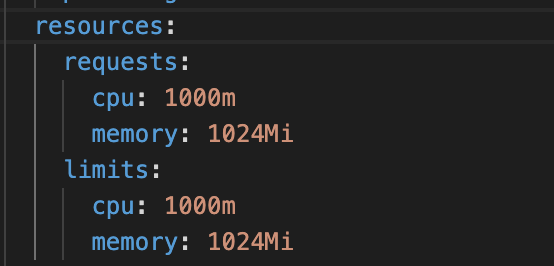 resources:
requests:
cpu: 1000m
memory: 1024Mi
limits:
cpu: 1000m
memory: 1024Mi